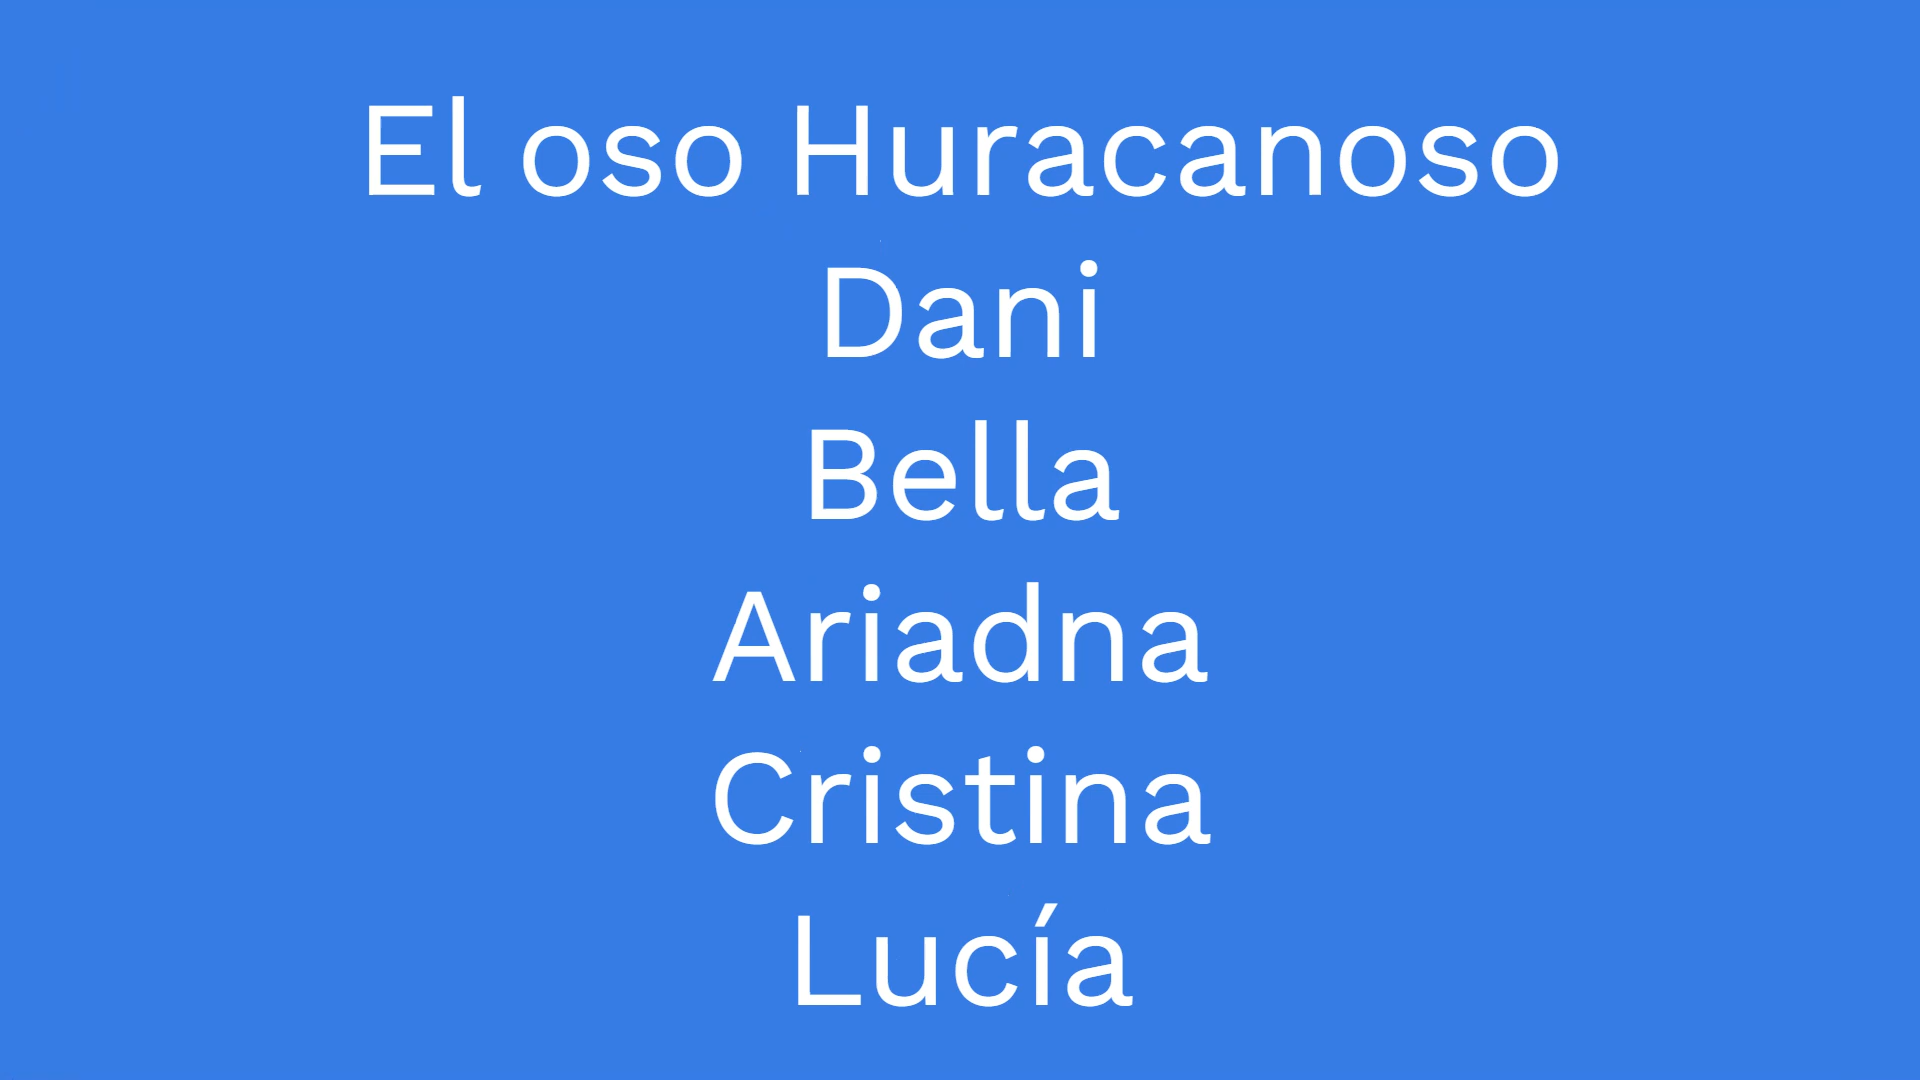 El oso Huracanoso
Dani
Bella
Ariadna
Cristina
Lucía